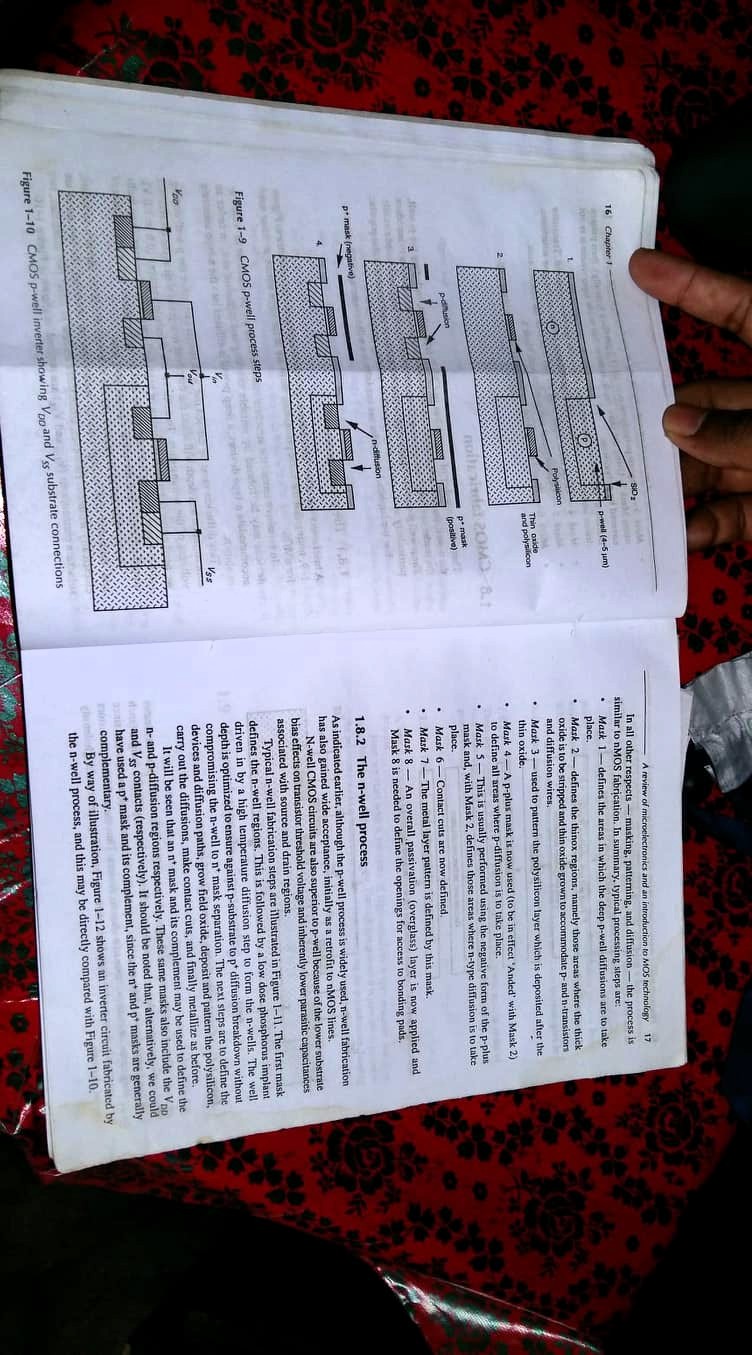 16 Chapter 1
SiO₂
p-well (4–5 μm)
1.
p
n
Polysilicon
Thin oxide
and polysilicon
2.
p-diffusion
p⁺ mask
(positive)
3.
n-diffusion
p⁺ mask (negative)
4.
Figure 1–9 CMOS p-well process steps
Vin
VDD
Vout
VSS
Figure 1–10 CMOS p-well inverter showing VDD and VSS substrate connections
A review of microelectronics and an introduction to MOS technology 17
In all other respects — masking, patterning, and diffusion — the process is
similar to nMOS fabrication. In summary, typical processing steps are:
• Mask 1 — defines the areas in which the deep p-well diffusions are to take
place.
• Mask 2 — defines the thinox regions, namely those areas where the thick
oxide is to be stripped and thin oxide grown to accommodate p- and n-transistors
and diffusion wires.
• Mask 3 — used to pattern the polysilicon layer which is deposited after the
thin oxide.
• Mask 4 — A p-plus mask is now used (to be in effect 'Anded' with Mask 2)
to define all areas where p-diffusion is to take place.
• Mask 5 — This is usually performed using the negative form of the p-plus
mask and, with Mask 2, defines those areas where n-type diffusion is to take
place.
• Mask 6 — Contact cuts are now defined.
• Mask 7 — The metal layer pattern is defined by this mask.
• Mask 8 — An overall passivation (overglass) layer is now applied and
Mask 8 is needed to define the openings for access to bonding pads.
1.8.2 The n-well process
As indicated earlier, although the p-well process is widely used, n-well fabrication
has also gained wide acceptance, initially as a retrofit to nMOS lines.
N-well CMOS circuits are also superior to p-well because of the lower substrate
bias effects on transistor threshold voltage and inherently lower parasitic capacitances
associated with source and drain regions.
Typical n-well fabrication steps are illustrated in Figure 1–11. The first mask
defines the n-well regions. This is followed by a low dose phosphorus implant
driven in by a high temperature diffusion step to form the n-wells. The well
depth is optimized to ensure against p-substrate to p⁺ diffusion breakdown without
compromising the n-well to n⁺ mask separation. The next steps are to define the
devices and diffusion paths, grow field oxide, deposit and pattern the polysilicon,
carry out the diffusions, make contact cuts, and finally metallize as before.
It will be seen that an n⁺ mask and its complement may be used to define the
n- and p-diffusion regions respectively. These same masks also include the VDD
and VSS contacts (respectively). It should be noted that, alternatively, we could
have used a p⁺ mask and its complement, since the n⁺ and p⁺ masks are generally
complementary.
By way of illustration, Figure 1–12 shows an inverter circuit fabricated by
the n-well process, and this may be directly compared with Figure 1–10.